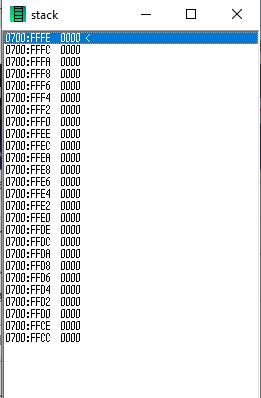 stack
0700:FFFE 0000 <
0700:FFFC 0000
0700:FFFA 0000
0700:FFF8 0000
0700:FFF6 0000
0700:FFF4 0000
0700:FFF2 0000
0700:FFF0 0000
0700:FFEE 0000
0700:FFEC 0000
0700:FFEA 0000
0700:FFE8 0000
0700:FFE6 0000
0700:FFE4 0000
0700:FFE2 0000
0700:FFE0 0000
0700:FFDE 0000
0700:FFDC 0000
0700:FFDA 0000
0700:FFD8 0000
0700:FFD6 0000
0700:FFD4 0000
0700:FFD2 0000
0700:FFD0 0000
0700:FFCE 0000
0700:FFCC 0000